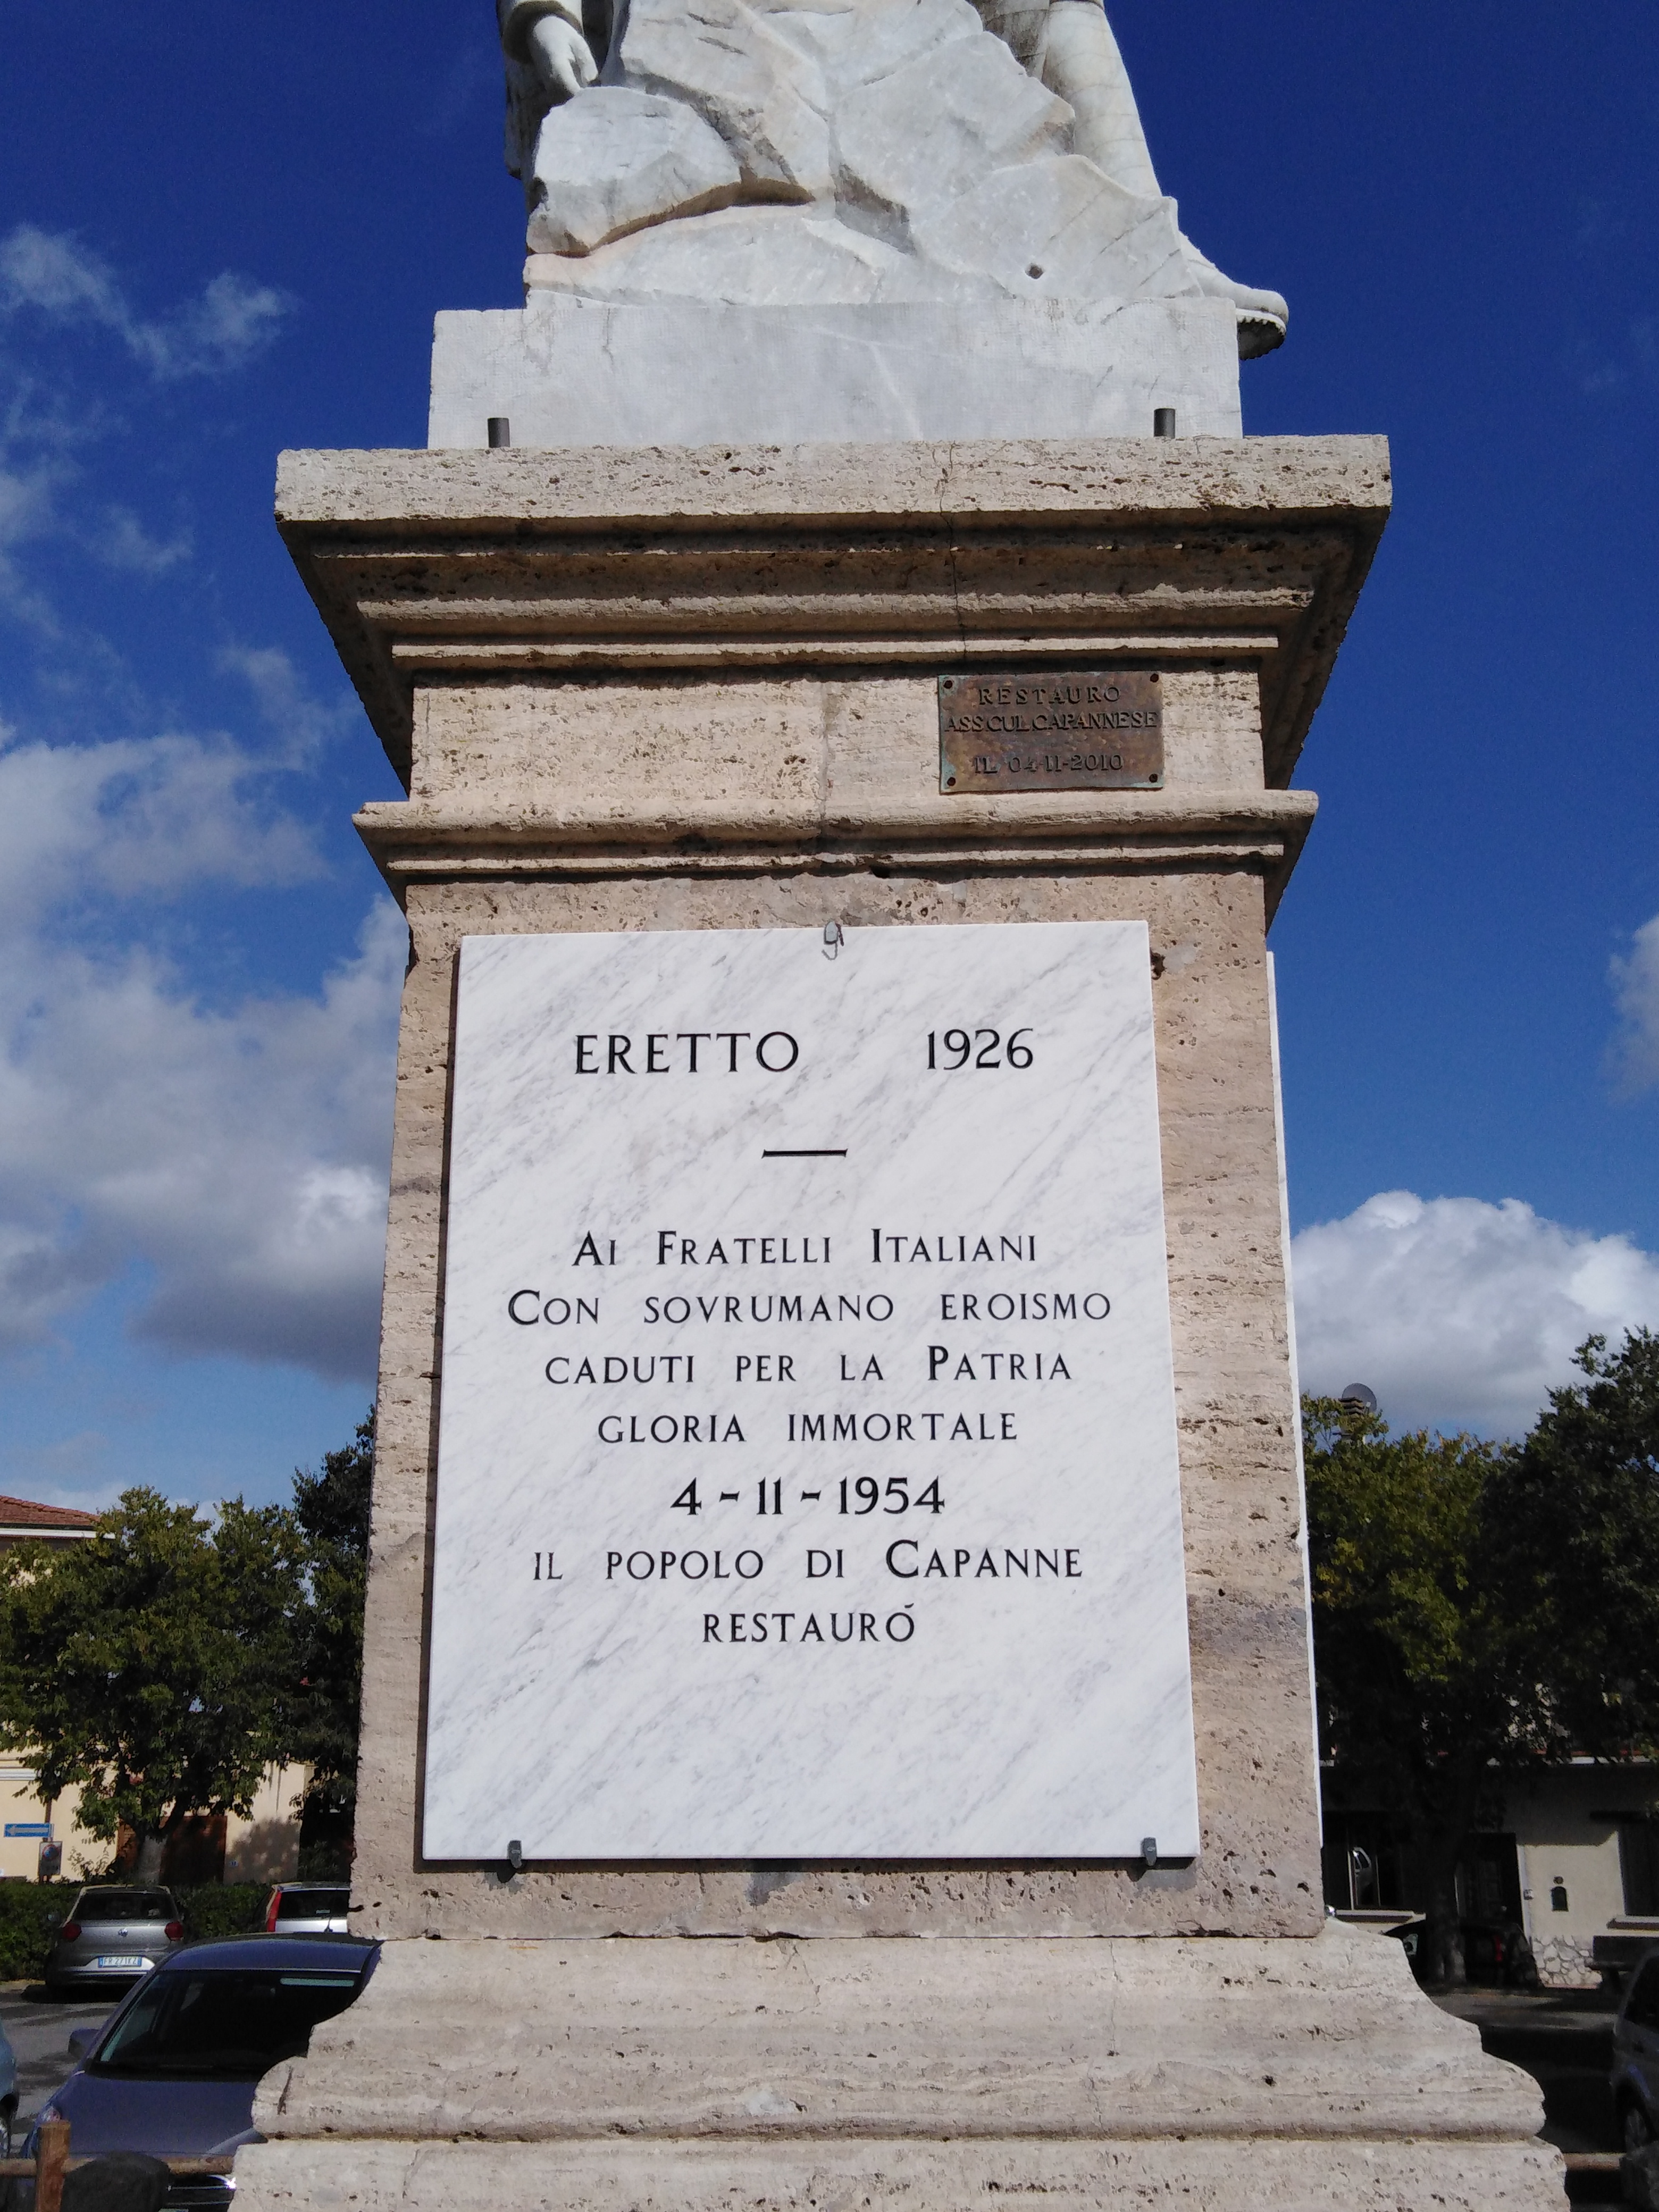 RESTAURO
ASS CUL CAPANNESE
IL 04-11-2010
ERETTO 1926
AI FRATELLI ITALIANI
CON SOVRUMANO EROISMO
CADUTI PER LA PATRIA
GLORIA IMMORTALE
4-11-1954
IL POPOLO DI CAPANNE
RESTAURÓ